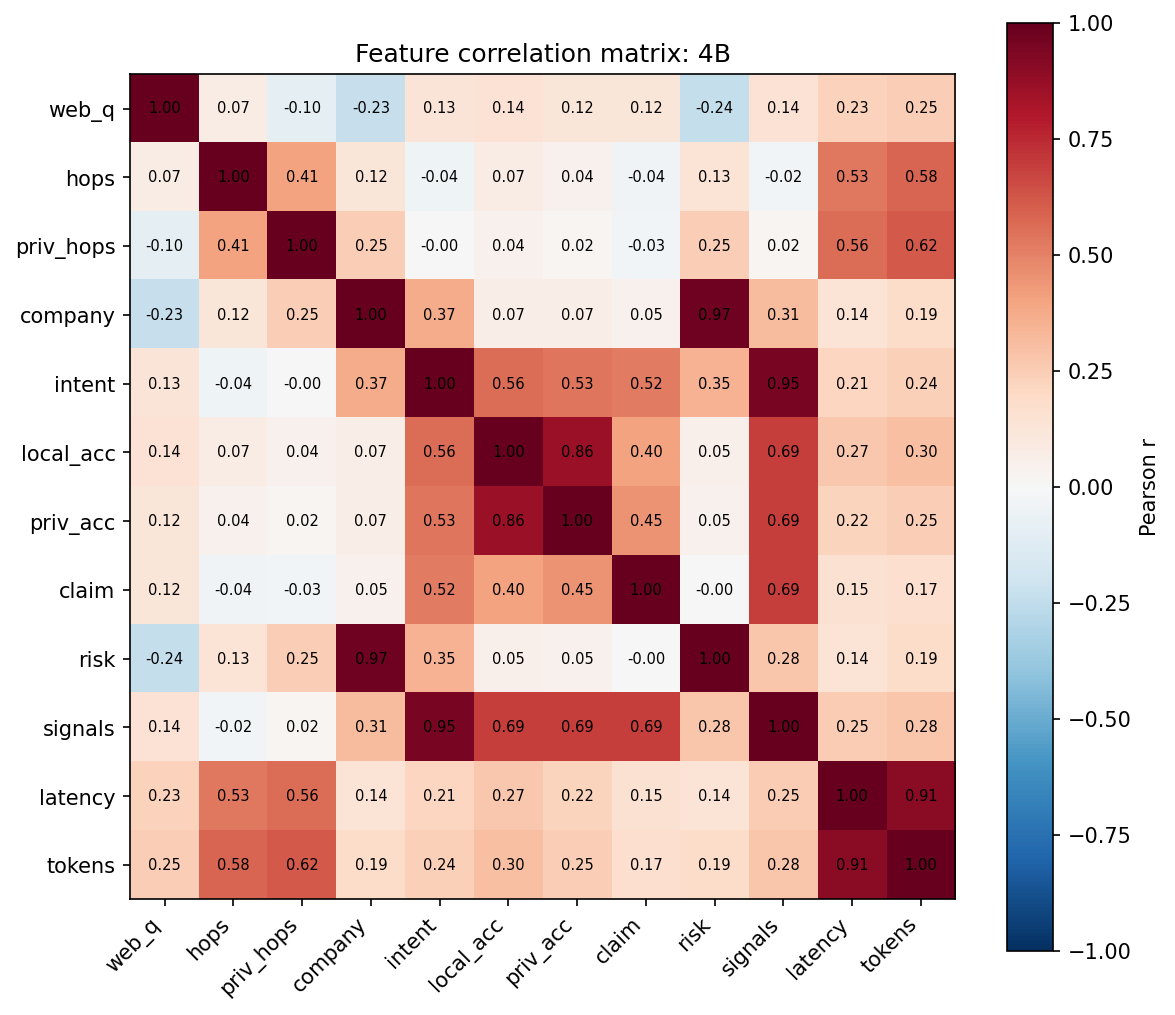 Feature correlation matrix: 4B
web_q 1.00 0.07 -0.10 -0.23 0.13 0.14 0.12 0.12 -0.24 0.14 0.23 0.25
hops 0.07 1.00 0.41 0.12 -0.04 0.07 0.04 -0.04 0.13 -0.02 0.53 0.58
priv_hops -0.10 0.41 1.00 0.25 -0.00 0.04 0.02 -0.03 0.25 0.02 0.56 0.62
company -0.23 0.12 0.25 1.00 0.37 0.07 0.07 0.05 0.97 0.31 0.14 0.19
intent 0.13 -0.04 -0.00 0.37 1.00 0.56 0.53 0.52 0.35 0.95 0.21 0.24
local_acc 0.14 0.07 0.04 0.07 0.56 1.00 0.86 0.40 0.05 0.69 0.27 0.30
priv_acc 0.12 0.04 0.02 0.07 0.53 0.86 1.00 0.45 0.05 0.69 0.22 0.25
claim 0.12 -0.04 -0.03 0.05 0.52 0.40 0.45 1.00 -0.00 0.69 0.15 0.17
risk -0.24 0.13 0.25 0.97 0.35 0.05 0.05 -0.00 1.00 0.28 0.14 0.19
signals 0.14 -0.02 0.02 0.31 0.95 0.69 0.69 0.69 0.28 1.00 0.25 0.28
latency 0.23 0.53 0.56 0.14 0.21 0.27 0.22 0.15 0.14 0.25 1.00 0.91
tokens 0.25 0.58 0.62 0.19 0.24 0.30 0.25 0.17 0.19 0.28 0.91 1.00
web_q hops priv_hops company intent local_acc priv_acc claim risk signals latency tokens
1.00
0.75
0.50
0.25
0.00
−0.25
−0.50
−0.75
−1.00
Pearson r